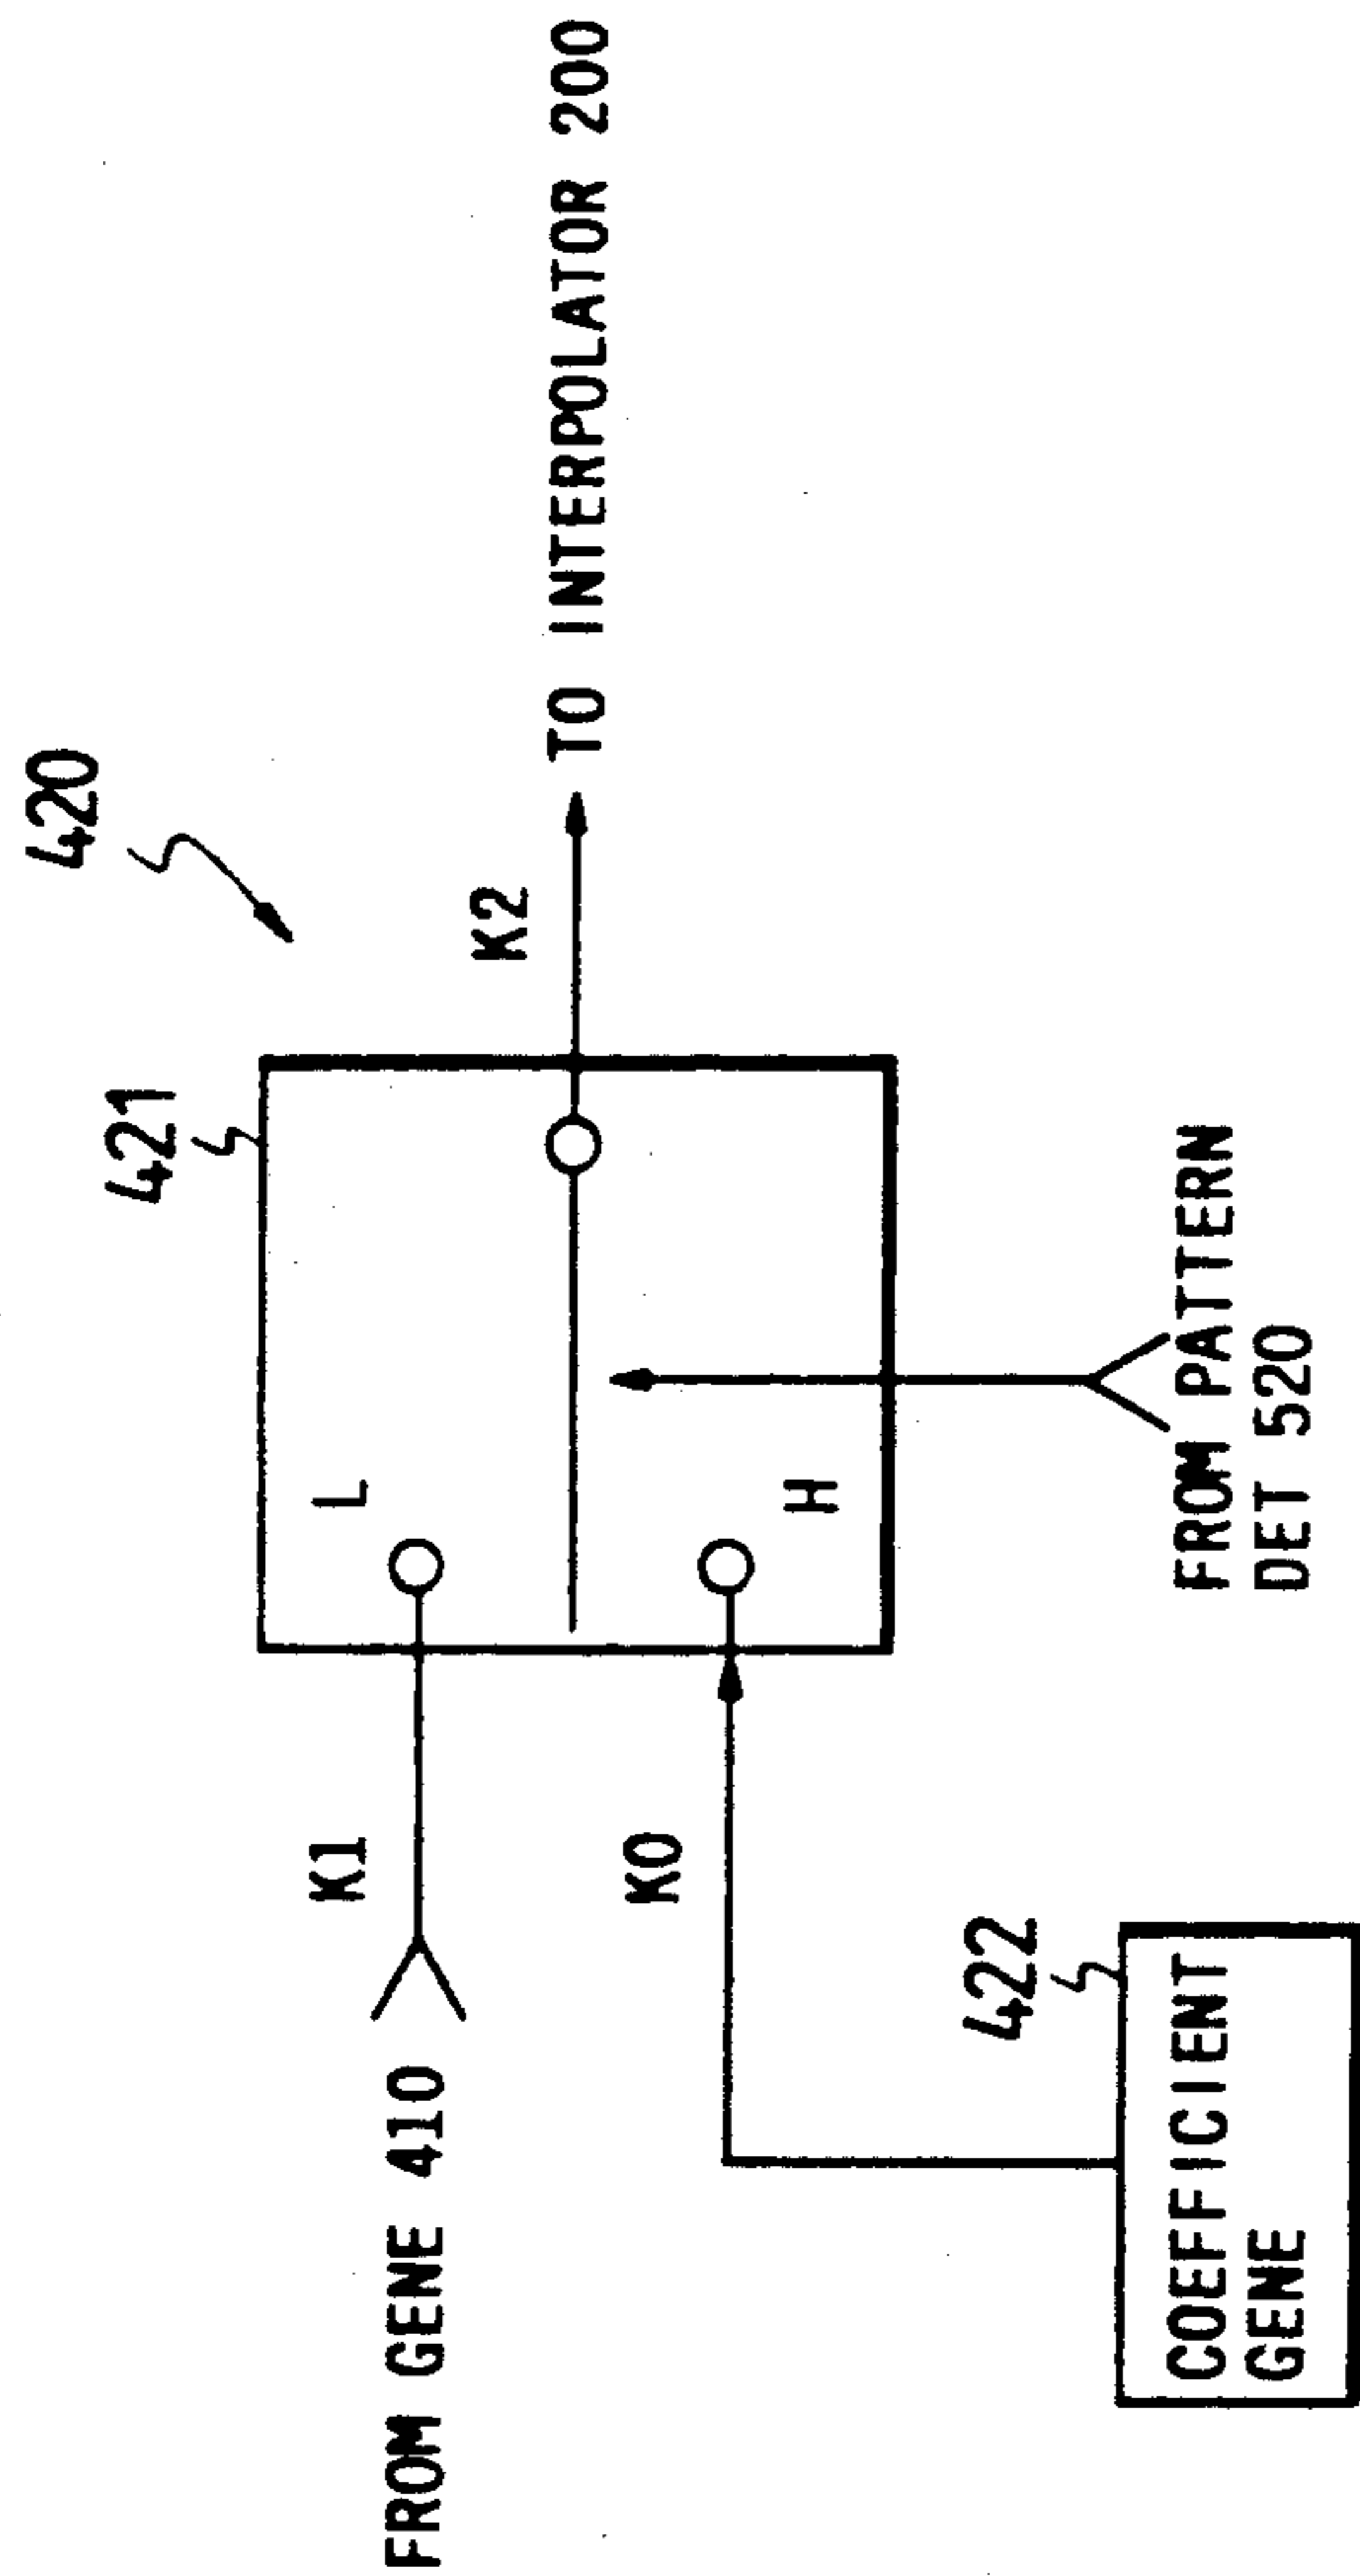 420
421
L
K1
FROM GENE 410
K2
TO INTERPOLATOR 200
K0
H
422
COEFFICIENT
GENE
FROM PATTERN
DET 520